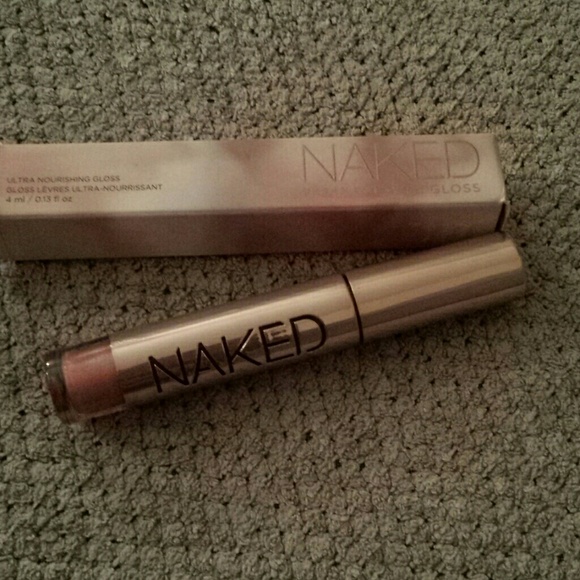 ULTRA NOURISHING GLOSS
GLOSS LÈVRES ULTRA-NOURRISSANT
4 ml / 0.13 fl oz
NAKED
GLOSS
NAKED